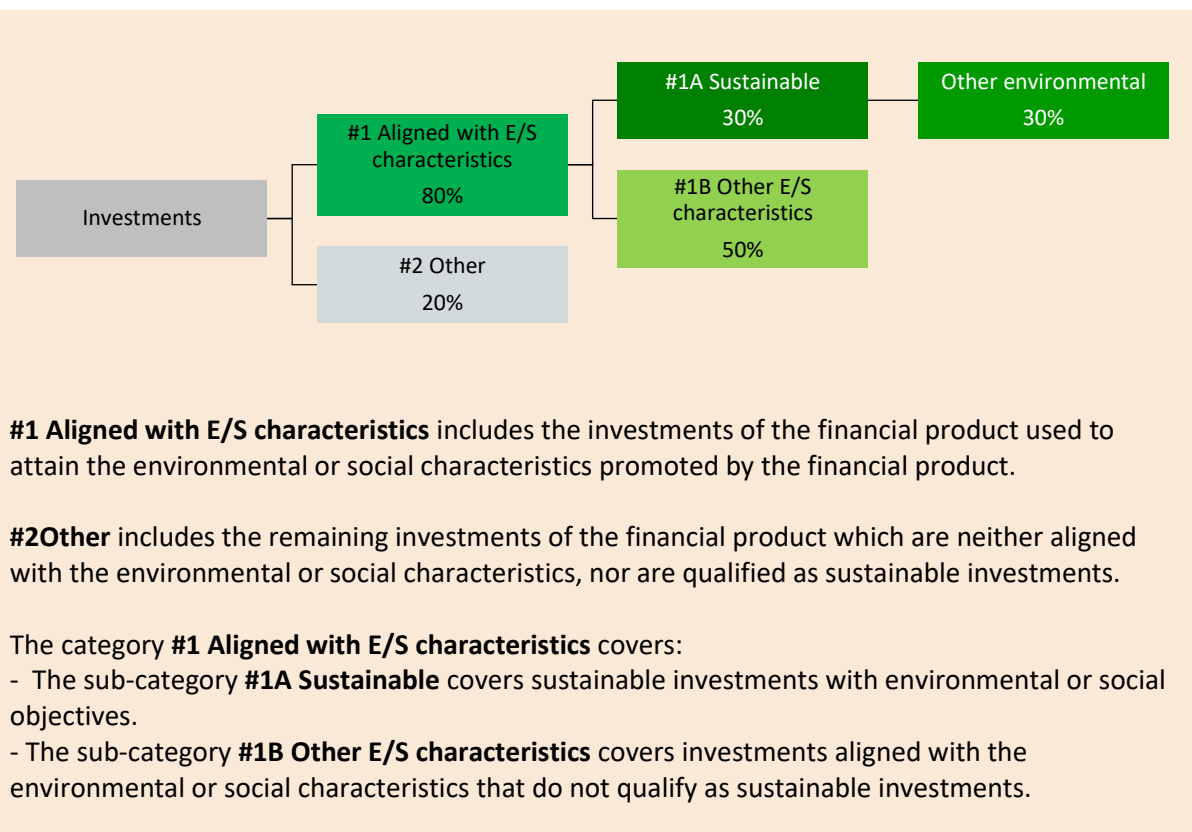 #1A Sustainable
30%
Other environmental
30%
#1 Aligned with E/S
characteristics
80%
#1B Other E/S
characteristics
50%
Investments
#2 Other
20%
#1 Aligned with E/S characteristics includes the investments of the financial product used to
attain the environmental or social characteristics promoted by the financial product.
#2Other includes the remaining investments of the financial product which are neither aligned
with the environmental or social characteristics, nor are qualified as sustainable investments.
The category #1 Aligned with E/S characteristics covers:
- The sub-category #1A Sustainable covers sustainable investments with environmental or social
objectives.
- The sub-category #1B Other E/S characteristics covers investments aligned with the
environmental or social characteristics that do not qualify as sustainable investments.